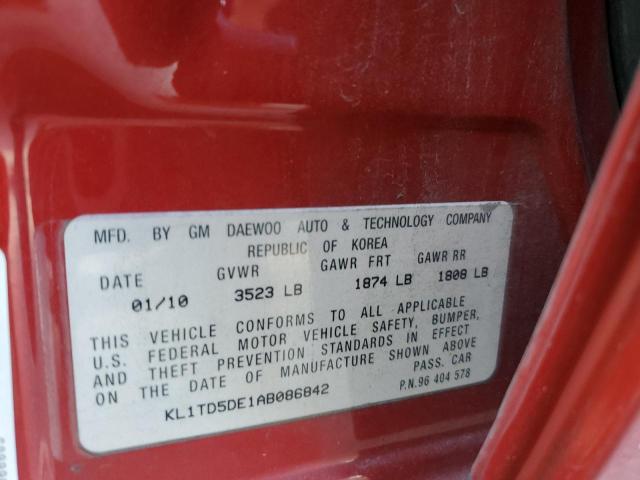 MFD. BY GM DAEWOO AUTO & TECHNOLOGY COMPANY
REPUBLIC OF KOREA
DATE GVWR GAWR FRT GAWR RR
01/10 3523 LB 1874 LB 1808 LB
THIS VEHICLE CONFORMS TO ALL APPLICABLE
U.S. FEDERAL MOTOR VEHICLE SAFETY, BUMPER,
AND THEFT PREVENTION STANDARDS IN EFFECT
ON THE DATE OF MANUFACTURE SHOWN ABOVE
PASS. CAR
KL1TD5DE1AB086842
P.N.96 404 578